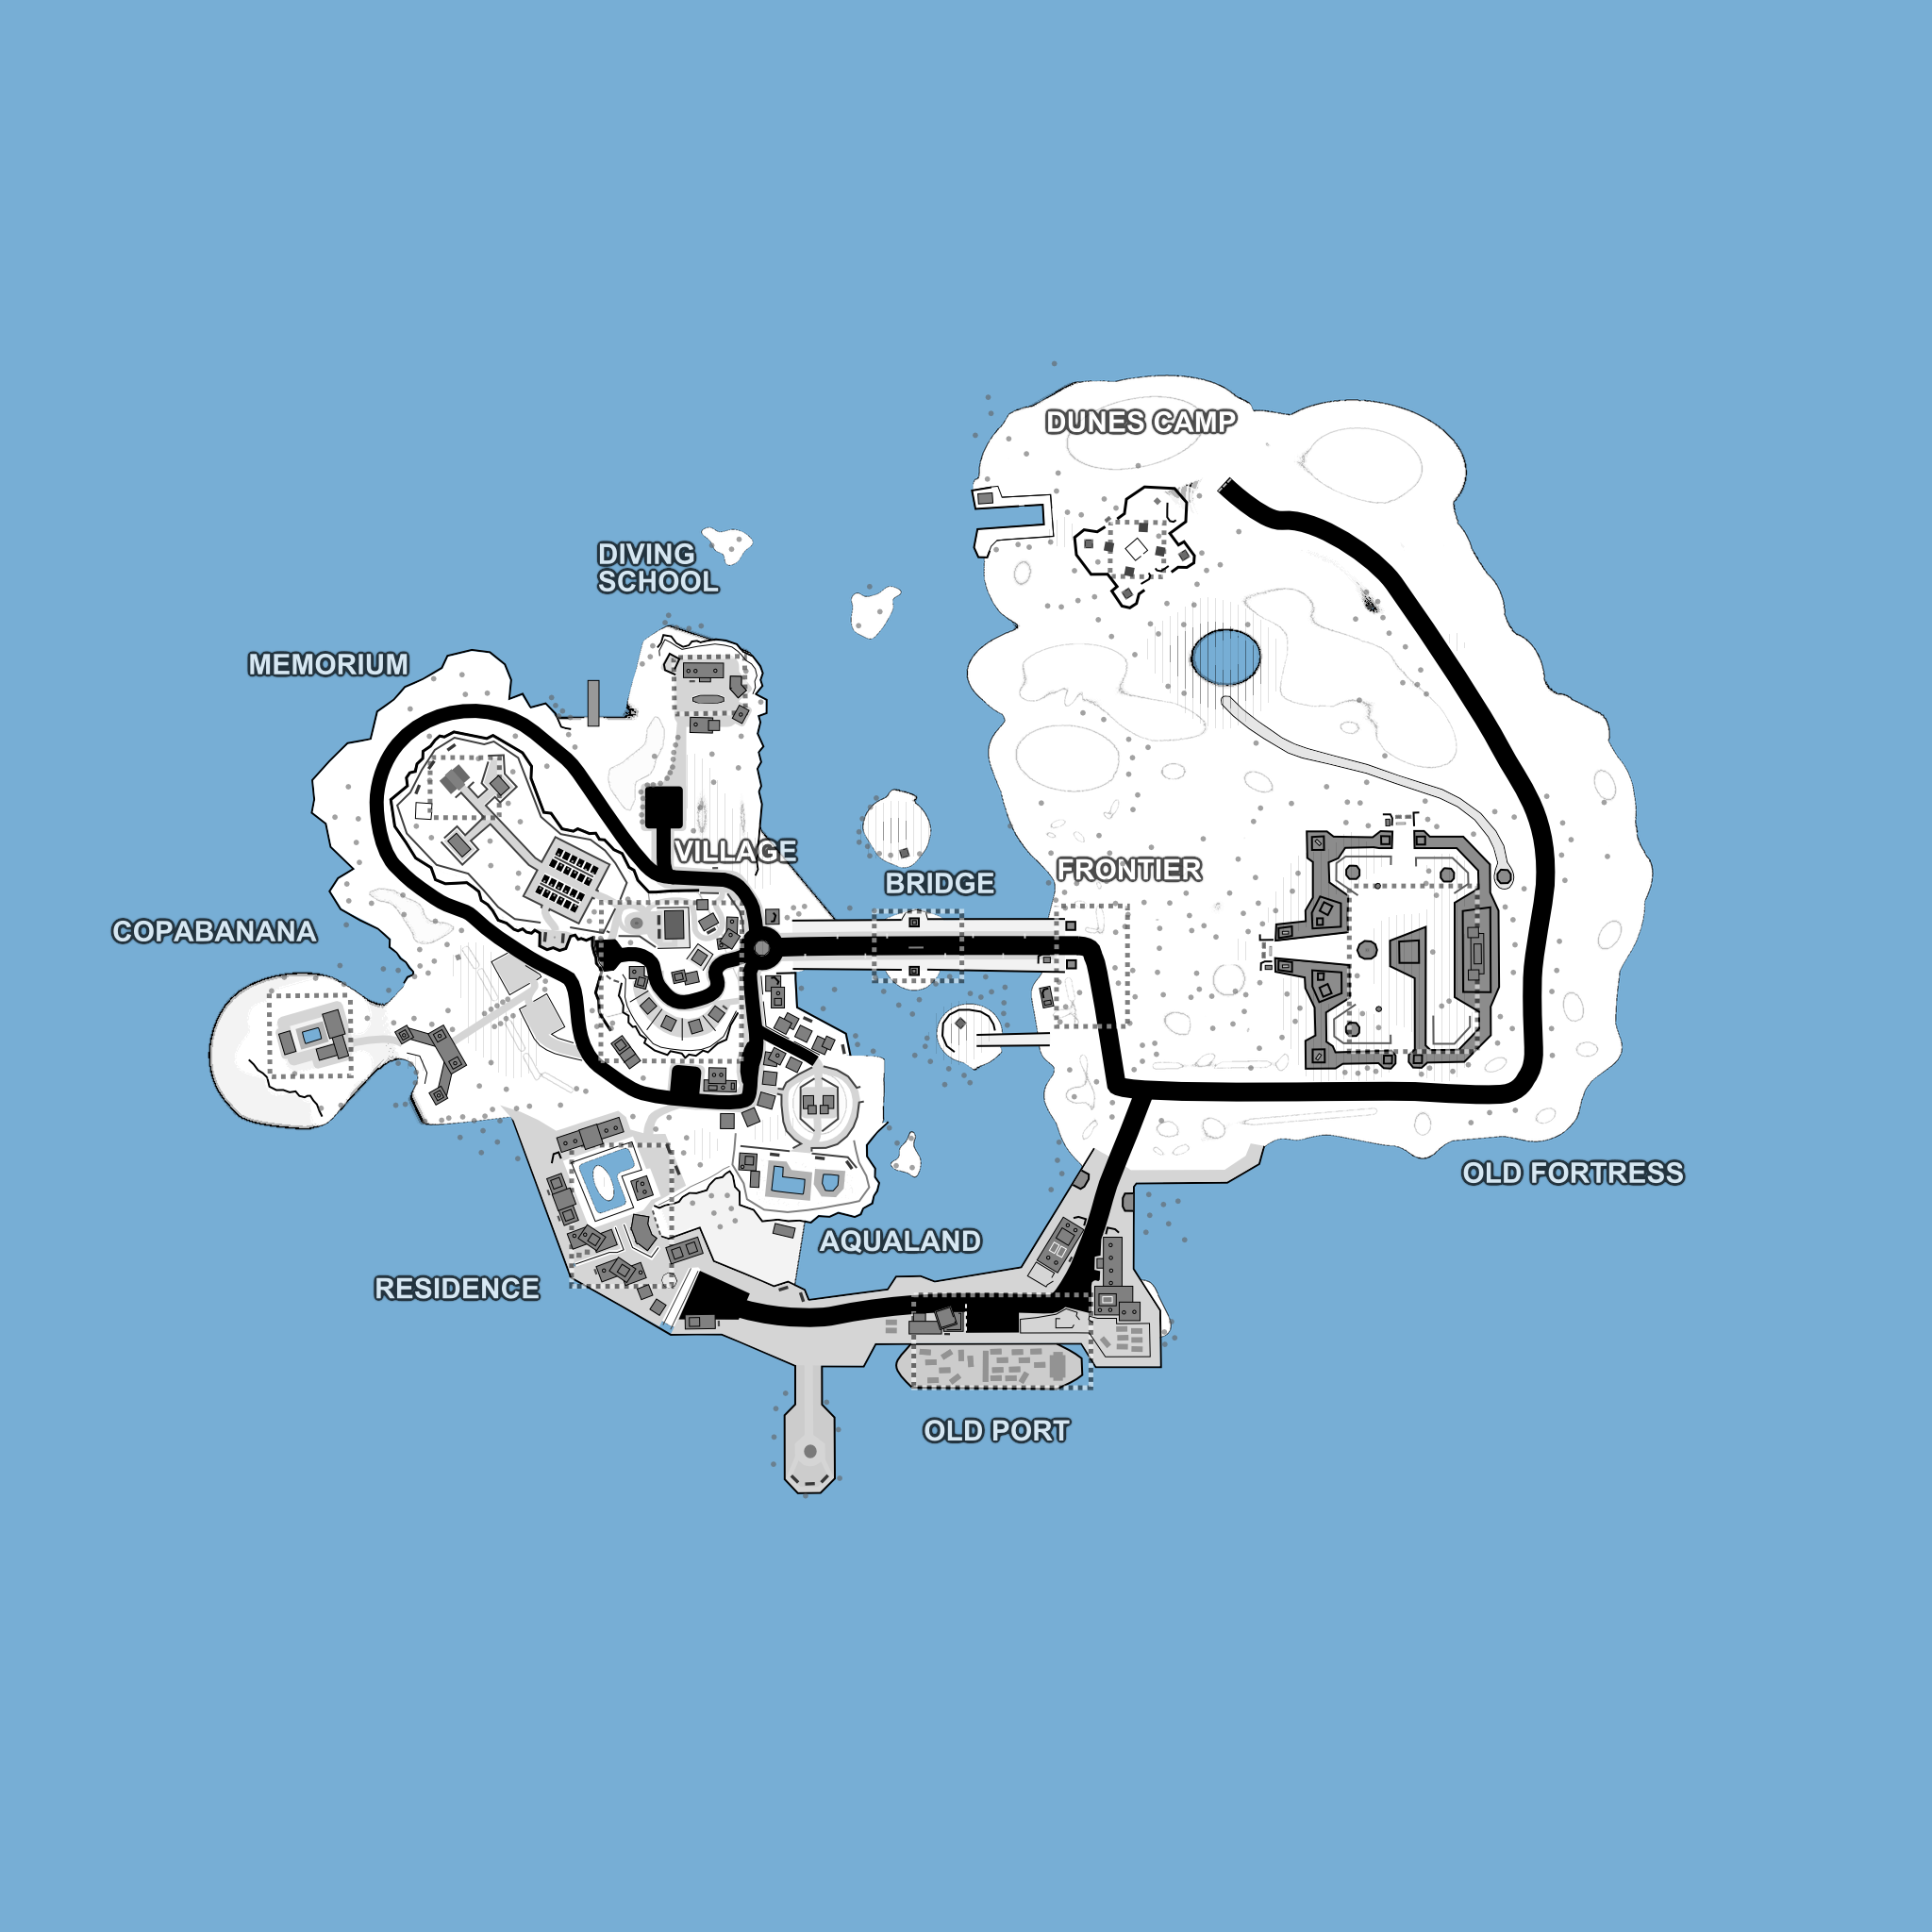 DUNES CAMP
DIVING
SCHOOL
MEMORIUM
VILLAGE
FRONTIER
BRIDGE
COPABANANA
OLD FORTRESS
AQUALAND
RESIDENCE
OLD PORT